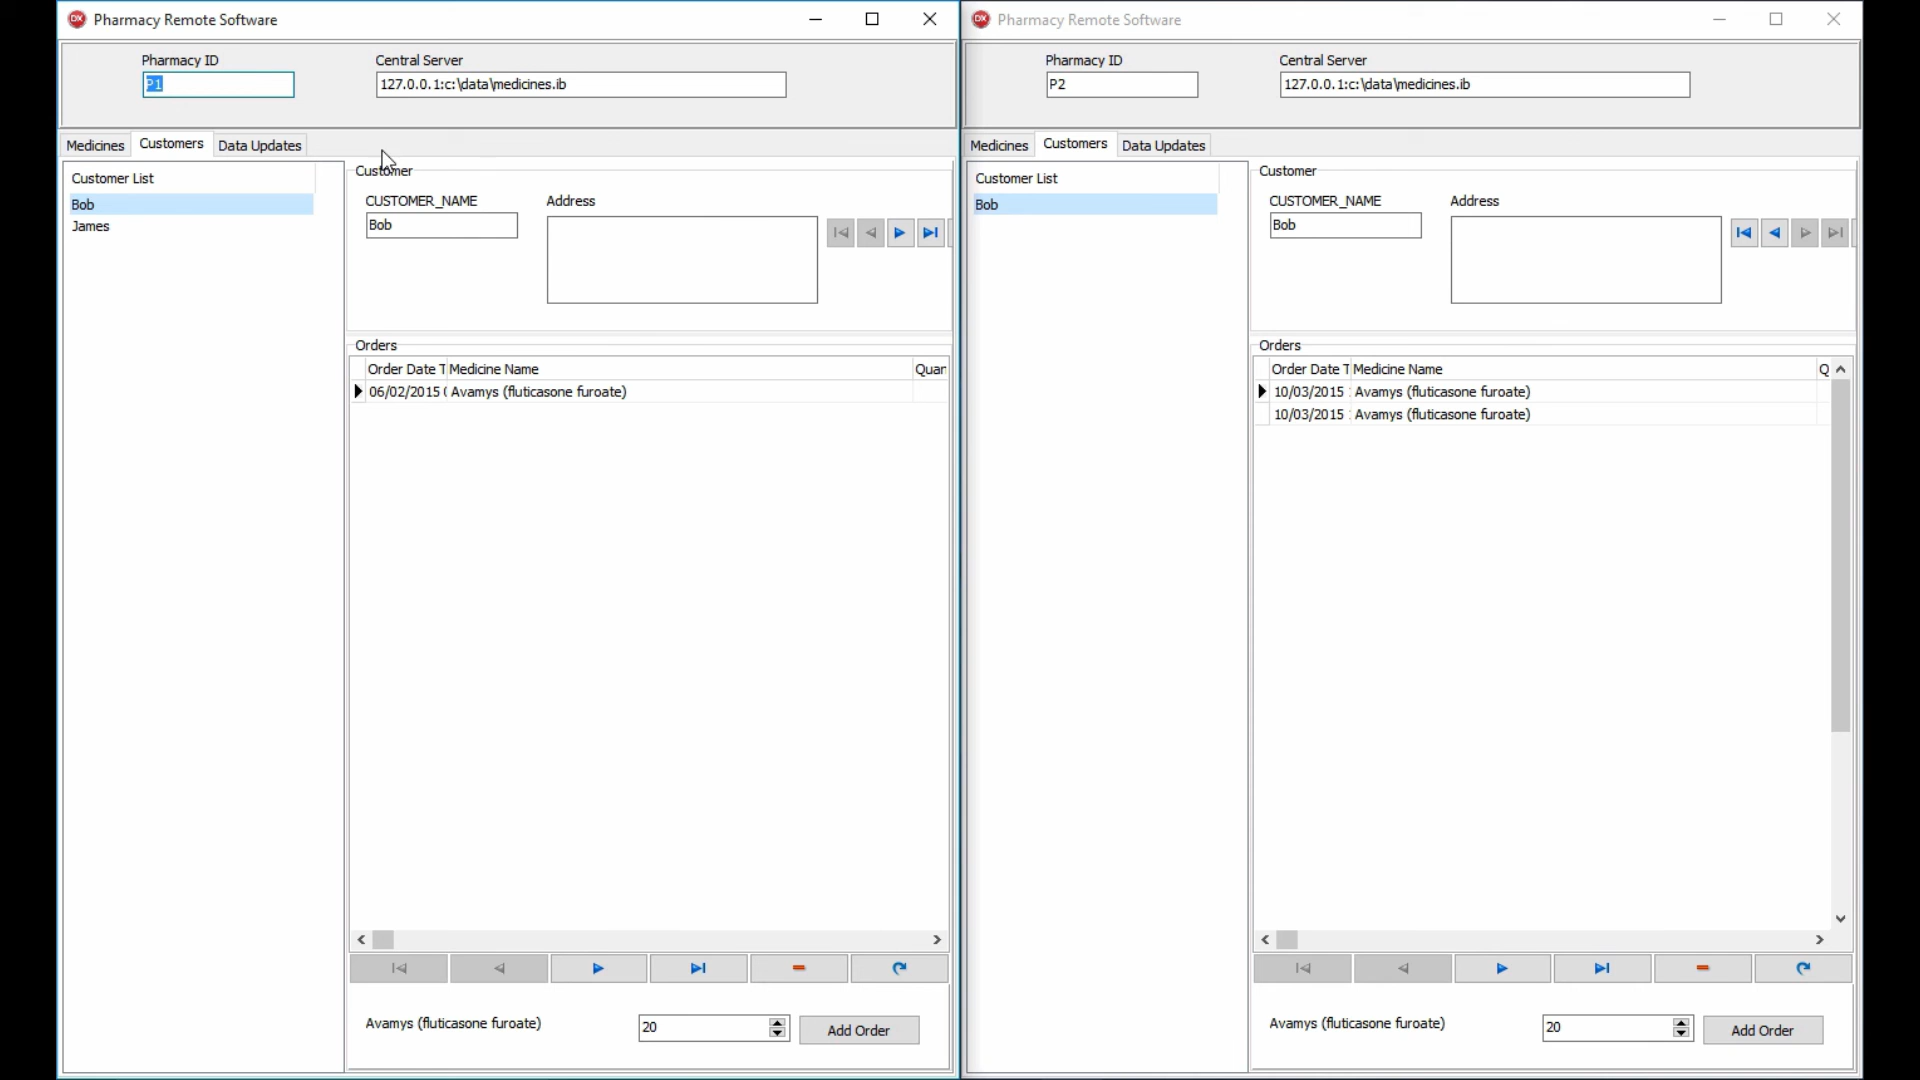 Pharmacy Remote Software
Pharmacy ID
Central Server
P1
127.0.0.1:c:\data\medicines.ib
Medicines
Customers
Data Updates
Customer List
Bob
James
Customer
CUSTOMER_NAME
Address
Bob
Orders
Order Date T
Medicine Name
Quan
06/02/2015
Avamys (fluticasone furoate)
Avamys (fluticasone furoate)
20
Add Order
Pharmacy Remote Software
Pharmacy ID
Central Server
P2
127.0.0.1:c:\data\medicines.ib
Medicines
Customers
Data Updates
Customer List
Bob
Customer
CUSTOMER_NAME
Address
Bob
Orders
Order Date T
Medicine Name
Q
10/03/2015
Avamys (fluticasone furoate)
10/03/2015
Avamys (fluticasone furoate)
Avamys (fluticasone furoate)
20
Add Order